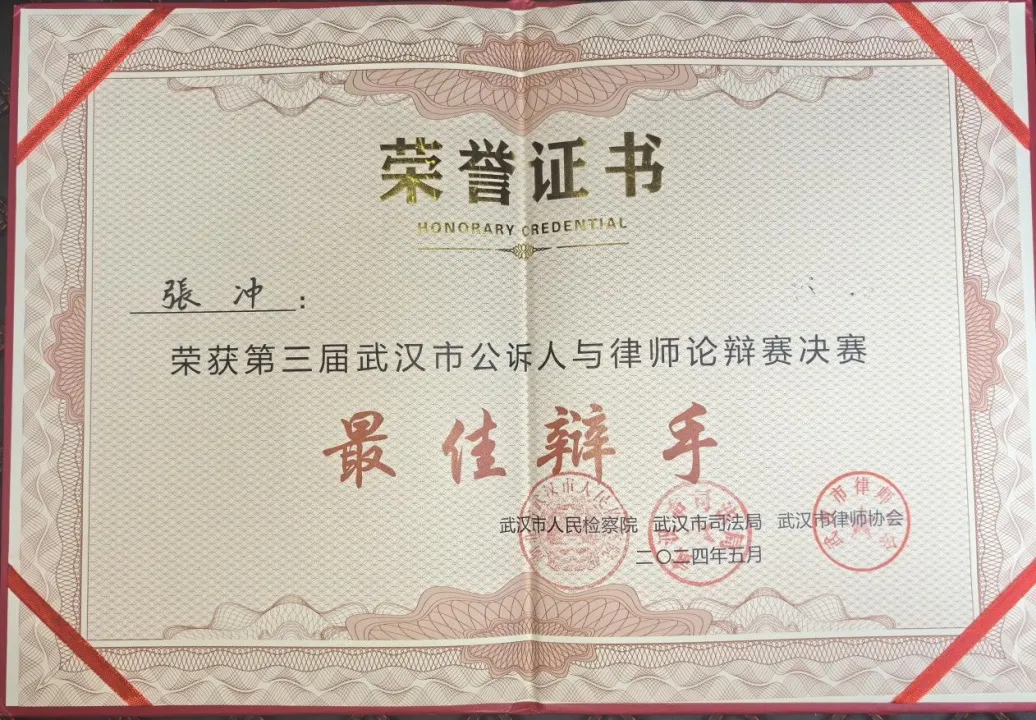 荣誉证书
HONORARY CREDENTIAL
張冲：
荣获第三届武汉市公诉人与律师论辩赛决赛
最佳辩手
武汉市人民检察院 武汉市司法局 武汉市律师协会
二〇二四年五月